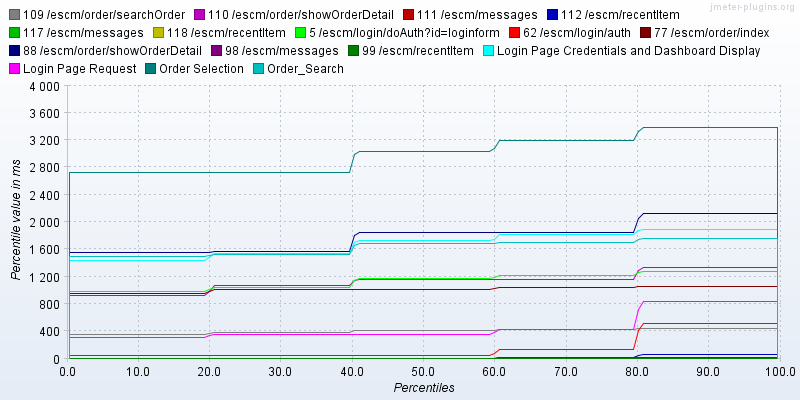 jmeter-plugins.org
109 /escm/order/searchOrder 110 /escm/order/showOrderDetail 111 /escm/messages 112 /escm/recentItem
117 /escm/messages 118 /escm/recentItem 5 /escm/login/doAuth?id=loginform 62 /escm/login/auth 77 /escm/order/index
88 /escm/order/showOrderDetail 98 /escm/messages 99 /escm/recentItem Login Page Credentials and Dashboard Display
Login Page Request Order Selection Order_Search
4 000
3 600
3 200
2 800
2 400
2 000
1 600
1 200
800
400
0
Percentile value in ms
0.0 10.0 20.0 30.0 40.0 50.0 60.0 70.0 80.0 90.0 100.0
Percentiles